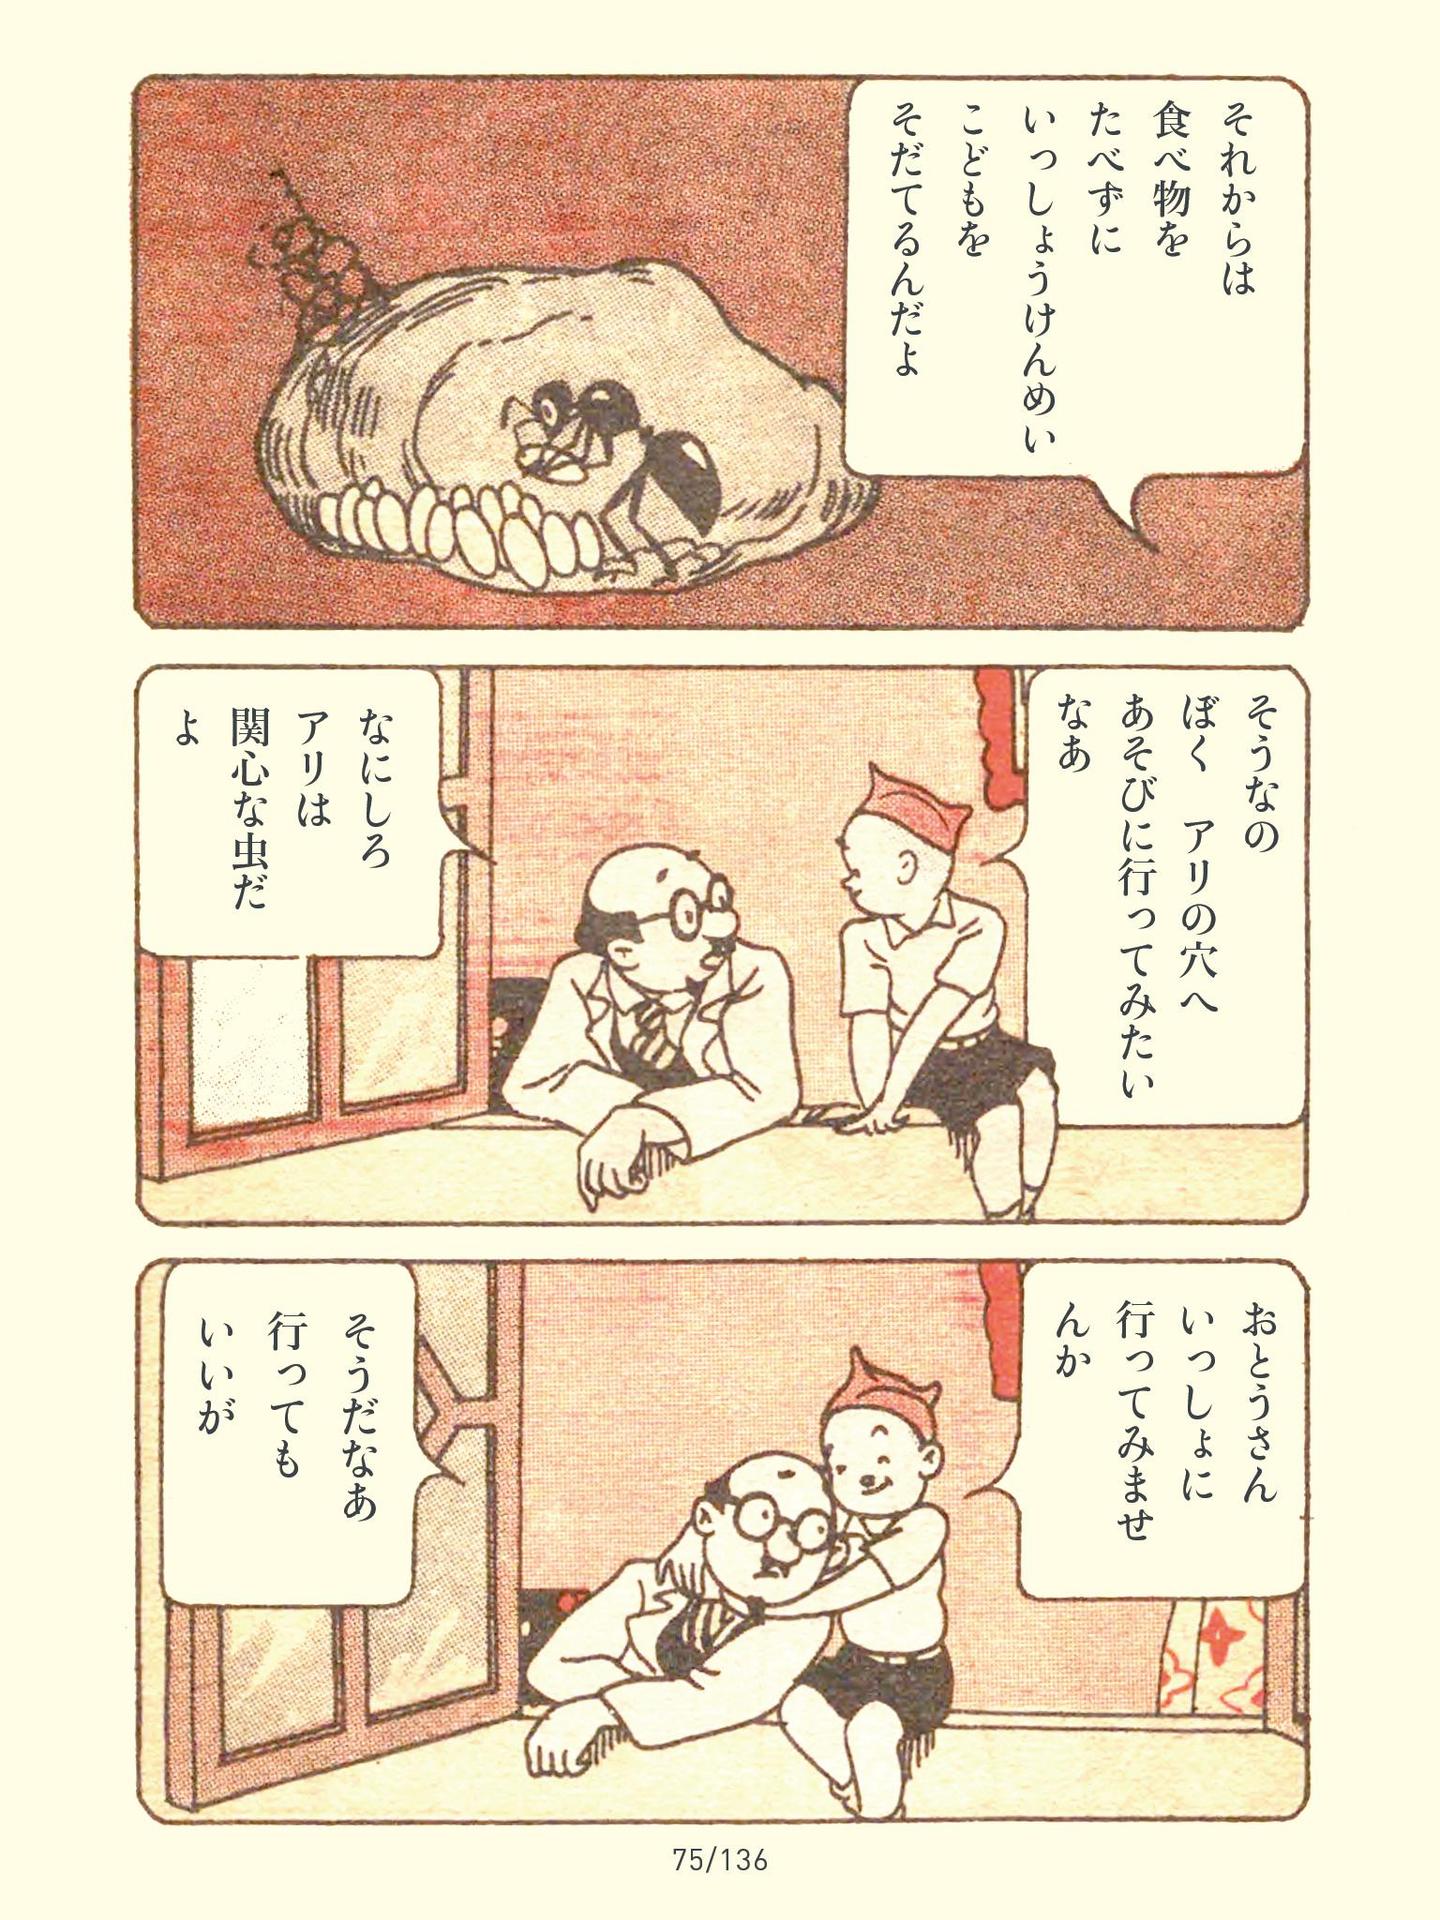 それからは
食べ物を
たべずに
いっしょうけんめい
こどもを
そだてるんだよ
そうなの
ぼく　アリの穴へ
あそびに行ってみたい
なあ
なにしろ
アリは
関心な虫だ
よ
おとうさん
いっしょに
行ってみませ
んか
そうだなあ
行っても
いいが
75/136